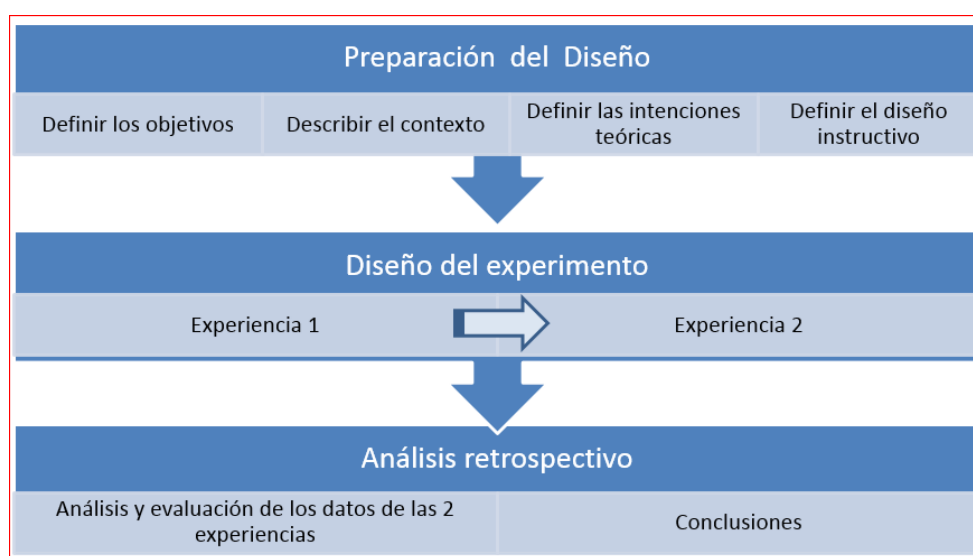 Preparación del Diseño
Definir los objetivos
Describir el contexto
Definir las intenciones
teóricas
Definir el diseño
instructivo
Diseño del experimento
Experiencia 1
Experiencia 2
Análisis retrospectivo
Análisis y evaluación de los datos de las 2
experiencias
Conclusiones